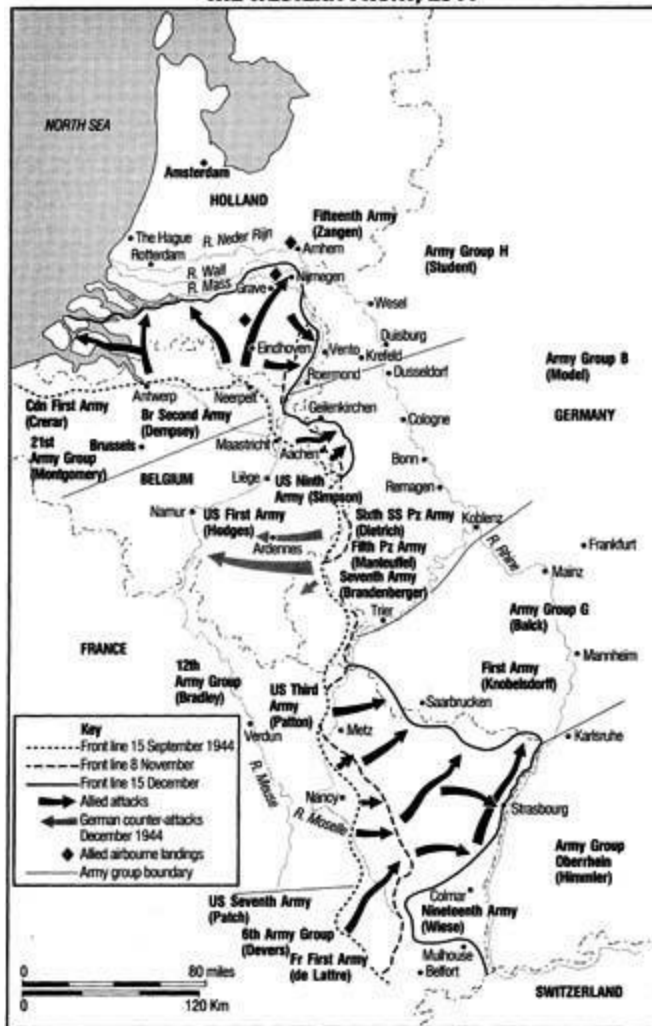 NORTH SEA
Amsterdam
HOLLAND
Fifteenth Army
(Zangen)
The Hague
R. Neder Rijn
Arnhem
Army Group H
(Student)
Rotterdam
R. Wall
R. Mass
Grave
Nijmegen
Wesel
Eindhoven
Vento
Duisburg
Krefeld
Army Group B
(Model)
Roermond
Dusseldorf
Antwerp
Neerpelt
Geilenkirchen
Cdn First Army
(Crerar)
Br Second Army
(Dempsey)
GERMANY
Cologne
21st
Army Group
(Montgomery)
Brussels
Maastricht
Aachen
BELGIUM
Liège
US Ninth
Army (Simpson)
Bonn
Remagen
Namur
US First Army
(Hodges)
Sixth SS Pz Army
(Dietrich)
Koblenz
Ardennes
Fifth Pz Army
(Manteuffel)
R. Rhine
Frankfurt
Seventh Army
(Brandenberger)
Mainz
Trier
Army Group G
(Balck)
FRANCE
12th
Army Group
(Bradley)
First Army
(Knobelsdorff)
Mannheim
US Third
Army
(Patton)
Saarbrucken
Metz
Verdun
Karlsruhe
R. Meuse
Nancy
R. Moselle
Strasbourg
Army Group
Oberrhein
(Himmler)
US Seventh Army
(Patch)
Colmar
Nineteenth Army
(Wiese)
6th Army Group
(Devers)
Fr First Army
(de Lattre)
Mulhouse
Belfort
SWITZERLAND
Key
Front line 15 September 1944
Front line 8 November
Front line 15 December
Allied attacks
German counter-attacks
December 1944
Allied airbourne landings
Army group boundary
0 80 miles
0 120 Km